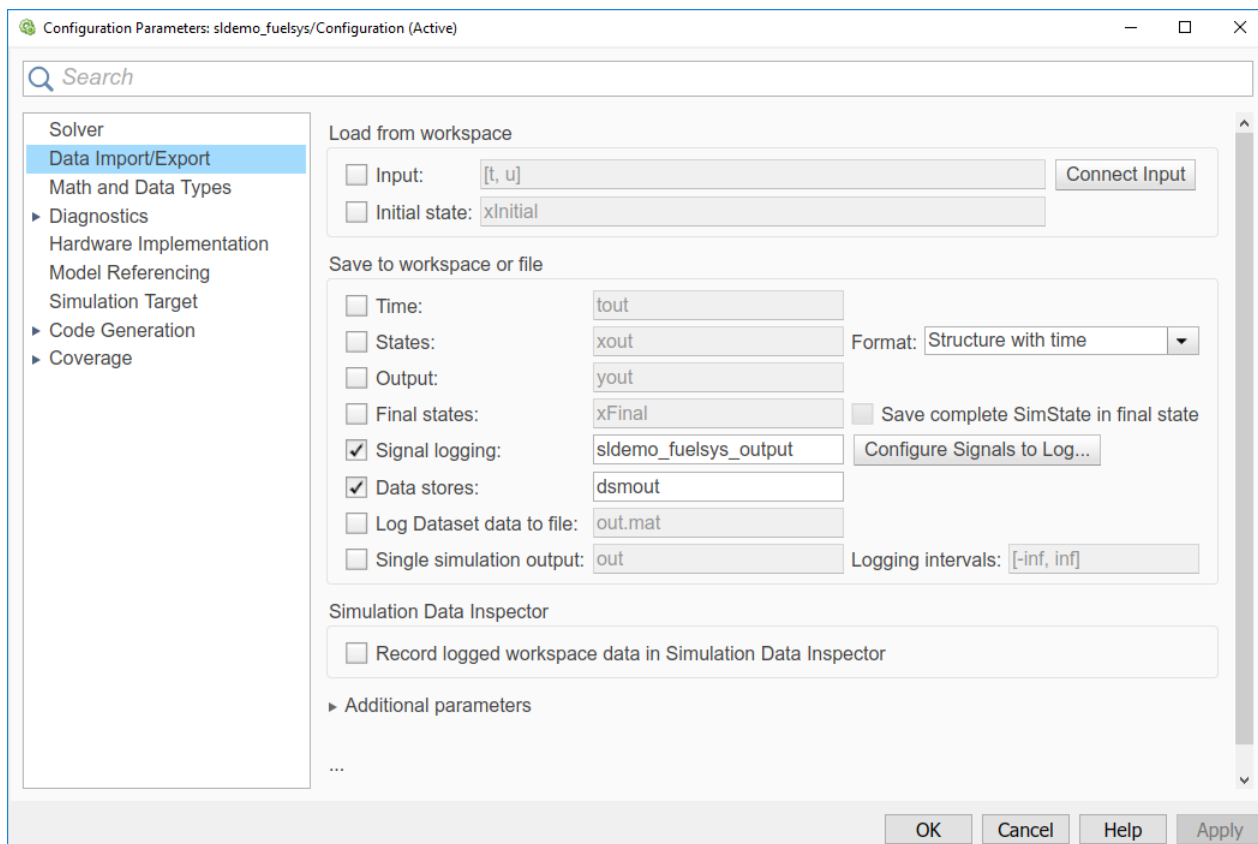 Configuration Parameters: sldemo_fuelsys/Configuration (Active)
Search
Solver
Data Import/Export
Math and Data Types
Diagnostics
Hardware Implementation
Model Referencing
Simulation Target
Code Generation
Coverage
Load from workspace
Input: [t, u] Connect Input
Initial state: xInitial
Save to workspace or file
Time: tout
States: xout Format: Structure with time
Output: yout
Final states: xFinal Save complete SimState in final state
Signal logging: sldemo_fuelsys_output Configure Signals to Log...
Data stores: dsmout
Log Dataset data to file: out.mat
Single simulation output: out Logging intervals: [-inf, inf]
Simulation Data Inspector
Record logged workspace data in Simulation Data Inspector
Additional parameters
...
OK Cancel Help Apply